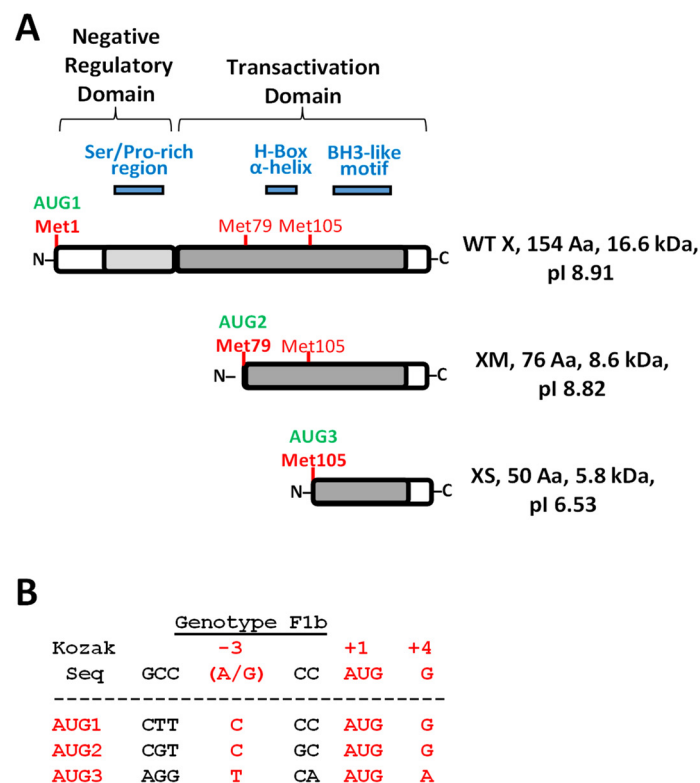 A
Negative
Regulatory
Domain
Transactivation
Domain
Ser/Pro-rich
region
H-Box
α-helix
BH3-like
motif
AUG1
Met1
Met79 Met105
N C
WT X, 154 Aa, 16.6 kDa,
pI 8.91
AUG2
Met79 Met105
N C
XM, 76 Aa, 8.6 kDa,
pI 8.82
AUG3
Met105
N C
XS, 50 Aa, 5.8 kDa,
pI 6.53
B
Genotype F1b
Kozak -3 +1 +4
Seq GCC (A/G) CC AUG G
AUG1 CTT C CC AUG G
AUG2 CGT C GC AUG G
AUG3 AGG T CA AUG A